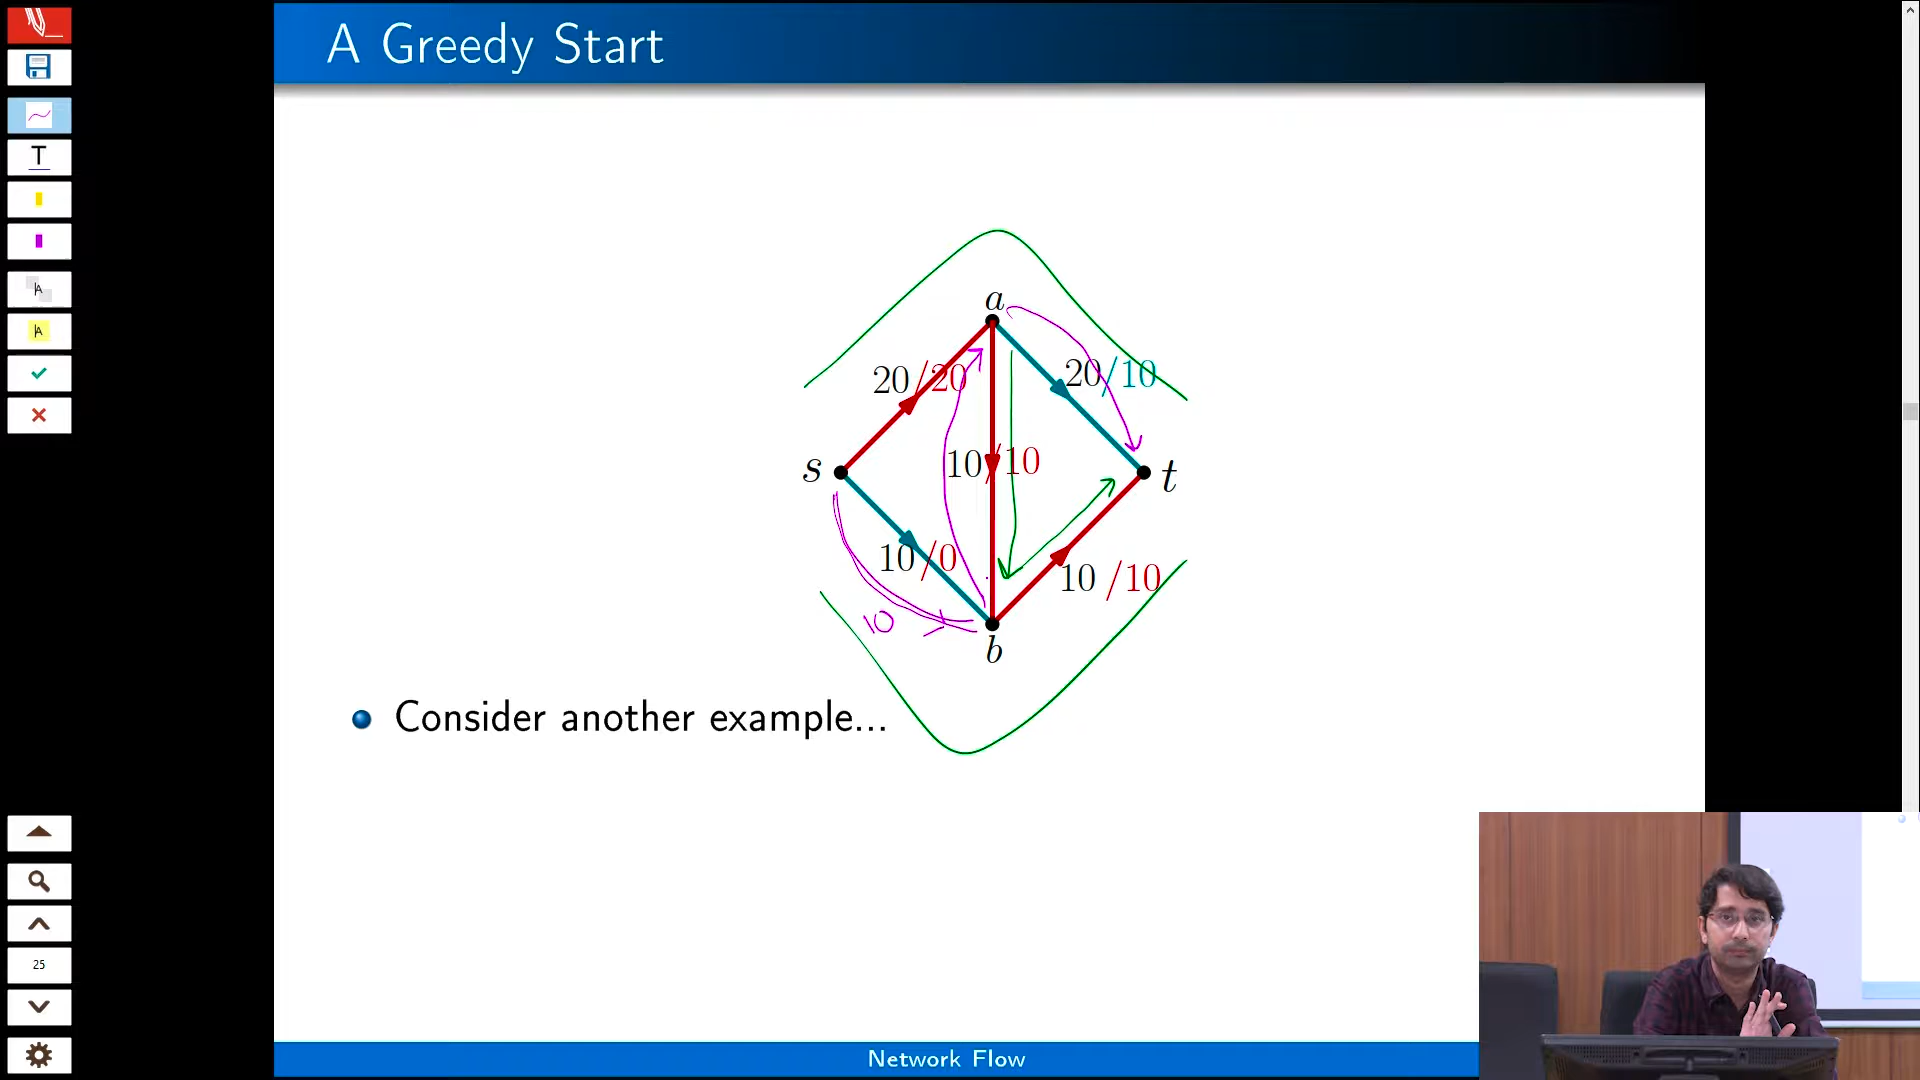 A Greedy Start
a
20/20
20/10
s
10/10
t
10/0
10/10
10
b
Consider another example...
Network Flow
T
A
A
25